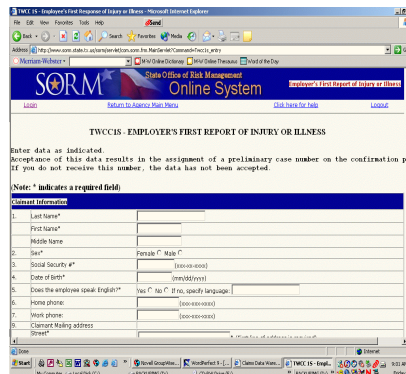 TWCC 1S - Employer's First Response of Injury or Illness - Microsoft Internet Explorer
File Edit View Favorites Tools Help Send
Back Search Favorites Media
Address http://www.sorm.state.tx.us/
Merriam-Webster M-W Online Dictionary M-W Online Thesaurus Word of the Day
SORM State Office of Risk Management
Online System Employer's First Report of Injury or Illness
Login Return to Agency Main Menu Click here for help Logout
TWCC1S - EMPLOYER'S FIRST REPORT OF INJURY OR ILLNESS
Enter data as indicated.
Acceptance of this data results in the assignment of a preliminary case number on the confirmation p
If you do not receive this number, the data has not been accepted.
(Note: * indicates a required field)
Claimant Information
1. Last Name*
First Name*
Middle Name
2. Sex* Female Male
3. Social Security #* (xxx-xx-xxxx)
4. Date of Birth* (mm/dd/yyyy)
5. Does the employee speak English?* Yes No If no, specify language:
6. Home phone: (xxx-xxx-xxxx)
7. Work phone: (xxx-xxx-xxxx)
9. Claimant Mailing address
Street*
Done Internet
Start Novell GroupWise... WordPerfect 9 - [... Claims Data Ware... TWCC 1S - Empl... 9:01 AM